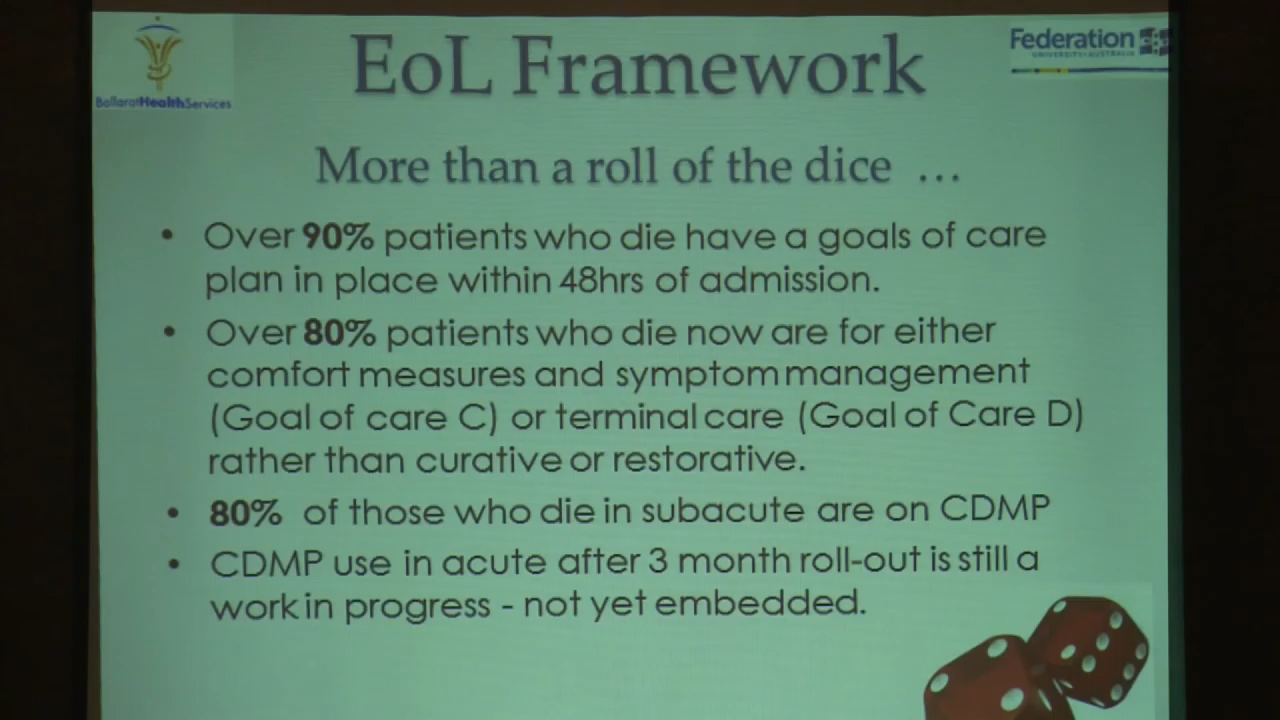 BallaratHealthServices
EoL Framework
Federation
UNIVERSITY • AUSTRALIA
More than a roll of the dice …
• Over 90% patients who die have a goals of care
plan in place within 48hrs of admission.
• Over 80% patients who die now are for either
comfort measures and symptom management
(Goal of care C) or terminal care (Goal of Care D)
rather than curative or restorative.
• 80% of those who die in subacute are on CDMP
• CDMP use in acute after 3 month roll-out is still a
work in progress - not yet embedded.